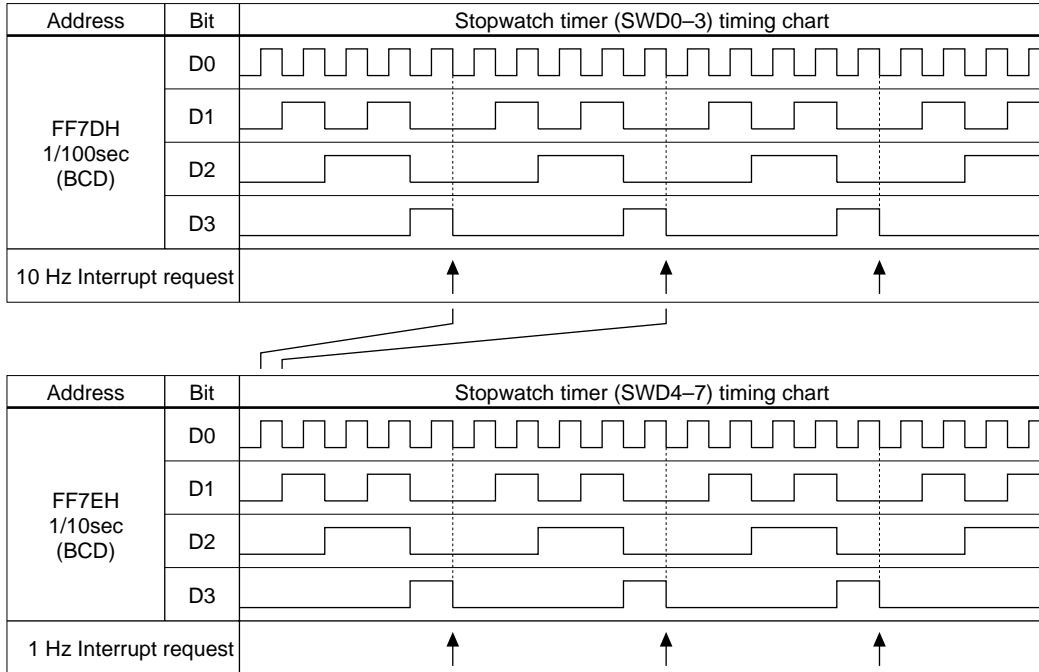 Address Bit Stopwatch timer (SWD0–3) timing chart
FF7DH
1/100sec
(BCD)
D0
D1
D2
D3
10 Hz Interrupt request
Address Bit Stopwatch timer (SWD4–7) timing chart
FF7EH
1/10sec
(BCD)
D0
D1
D2
D3
1 Hz Interrupt request